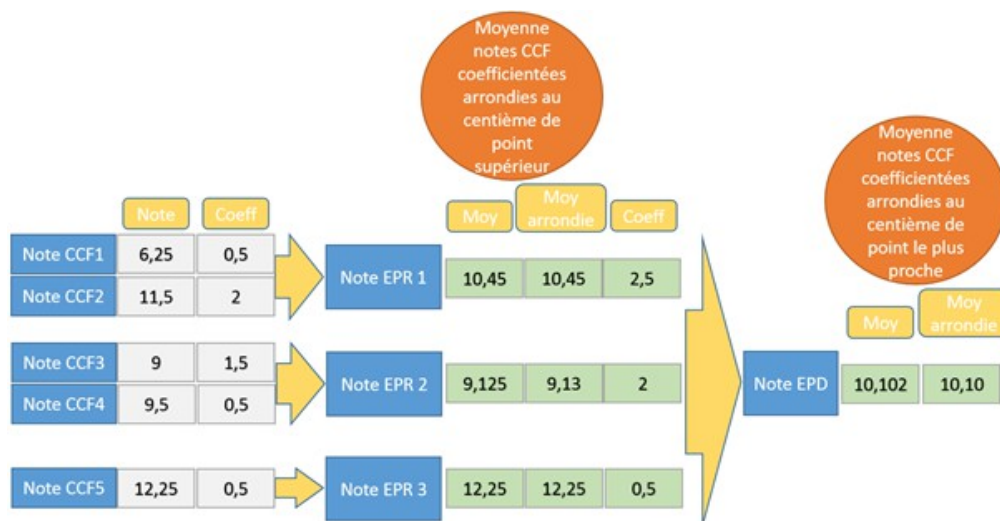 Moyenne
notes CCF
coefficientées
arrondies au
centième de
point
supérieur
Moyenne
notes CCF
coefficientées
arrondies au
centième de
point le plus
proche
Note Coeff
Moy Moy arrondie Coeff
Note CCF1 6,25 0,5
Note CCF2 11,5 2
Note EPR 1 10,45 10,45 2,5
Moy Moy arrondie
Note CCF3 9 1,5
Note CCF4 9,5 0,5
Note EPR 2 9,125 9,13 2
Note EPD 10,102 10,10
Note CCF5 12,25 0,5
Note EPR 3 12,25 12,25 0,5